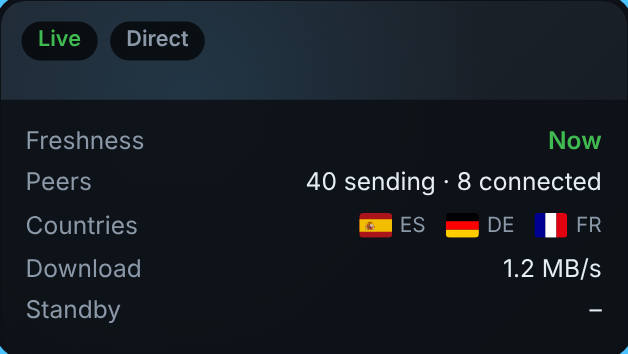 Live Direct
Freshness Now
Peers 40 sending · 8 connected
Countries ES DE FR
Download 1.2 MB/s
Standby –